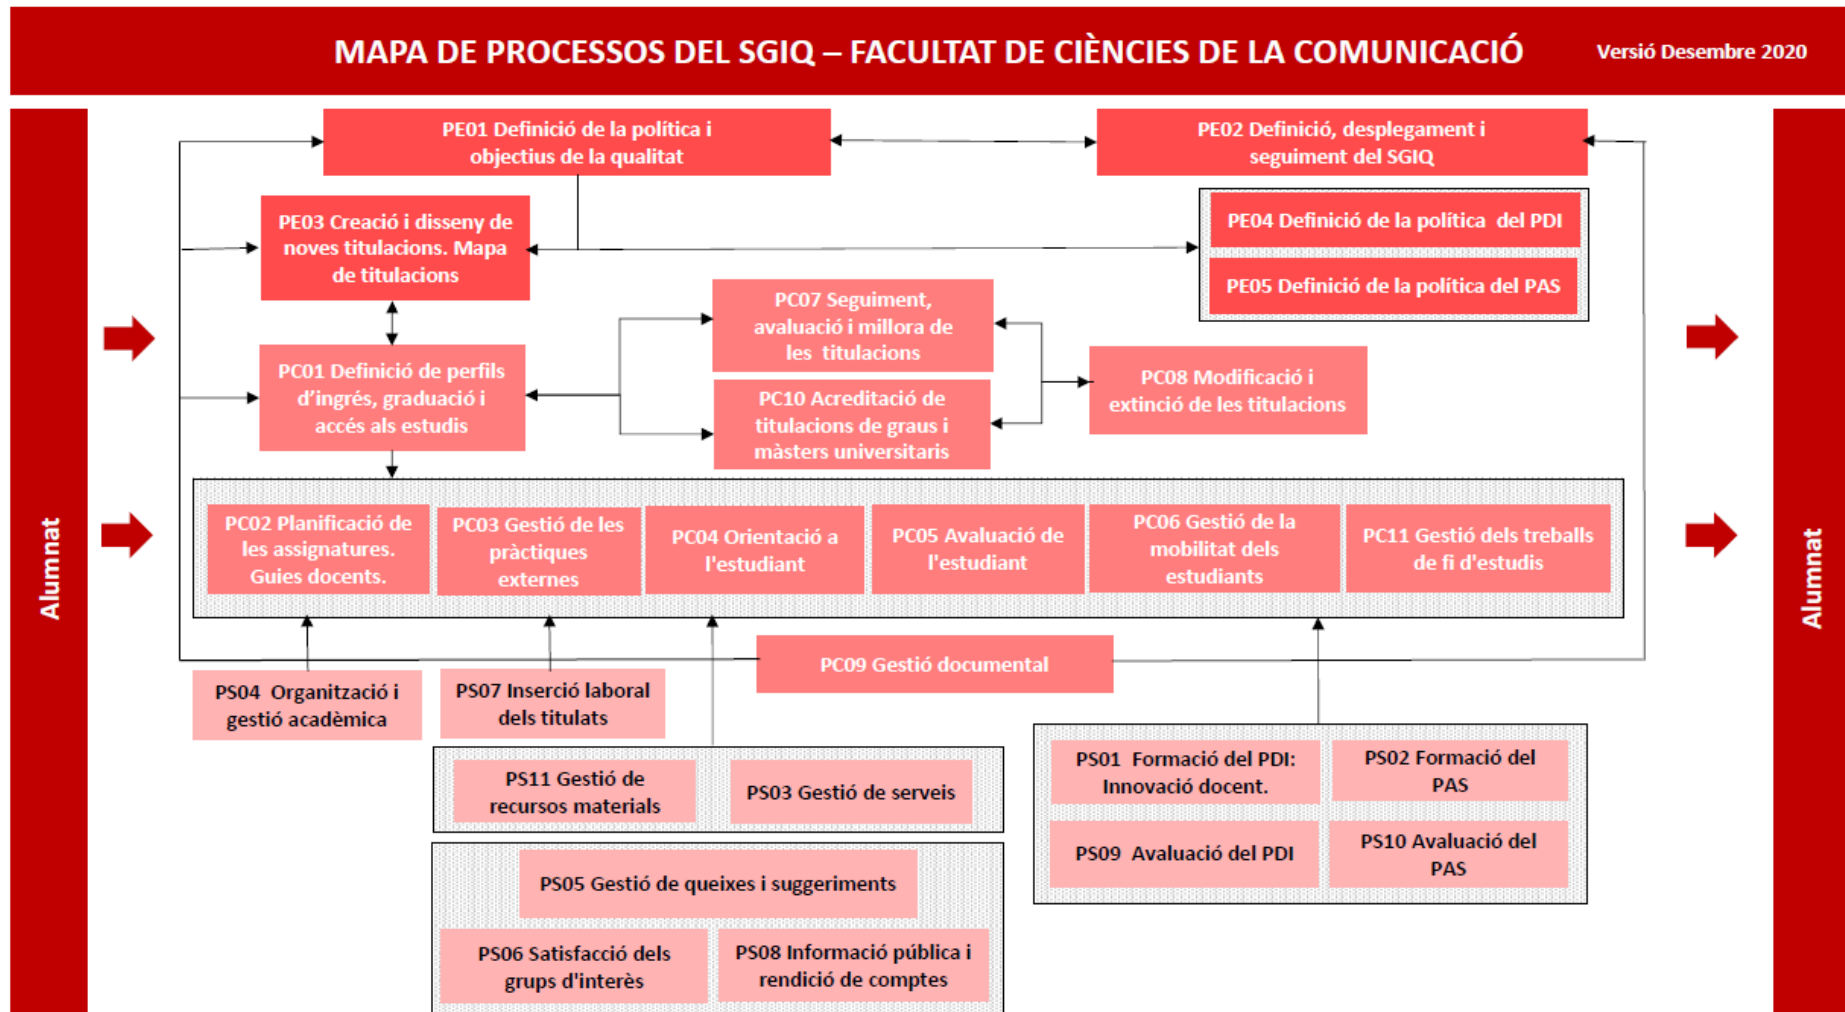 MAPA DE PROCESSOS DEL SGIQ – FACULTAT DE CIÈNCIES DE LA COMUNICACIÓ
Versió Desembre 2020
Alumnat
PE01 Definició de la política i
objectius de la qualitat
PE02 Definició, desplegament i
seguiment del SGIQ
PE03 Creació i disseny de
noves titulacions. Mapa
de titulacions
PE04 Definició de la política  del PDI
PE05 Definició de la política del PAS
PC07 Seguiment,
avaluació i millora de
les  titulacions
PC01 Definició de perfils
d’ingrés, graduació i
accés als estudis
PC10 Acreditació de
titulacions de graus i
màsters universitaris
PC08 Modificació i
extinció de les titulacions
PC02 Planificació de
les assignatures.
Guies docents.
PC03 Gestió de les
pràctiques
externes
PC04 Orientació a
l'estudiant
PC05 Avaluació de
l'estudiant
PC06 Gestió de la
mobilitat dels
estudiants
PC11 Gestió dels treballs
de fi d'estudis
PC09 Gestió documental
PS04  Organització i
gestió acadèmica
PS07 Inserció laboral
dels titulats
PS11 Gestió de
recursos materials
PS03 Gestió de serveis
PS01  Formació del PDI:
Innovació docent.
PS02 Formació del
PAS
PS09  Avaluació del PDI
PS10 Avaluació del
PAS
PS05 Gestió de queixes i suggeriments
PS06 Satisfacció dels
grups d'interès
PS08 Informació pública i
rendició de comptes
Alumnat